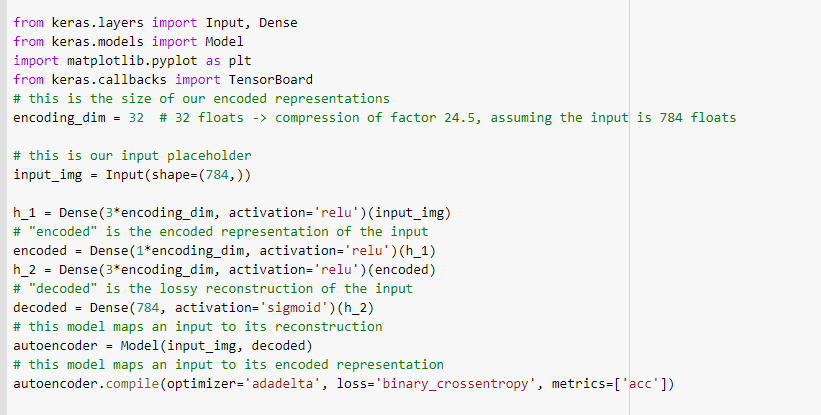 from keras.layers import Input, Dense
from keras.models import Model
import matplotlib.pyplot as plt
from keras.callbacks import TensorBoard
# this is the size of our encoded representations
encoding_dim = 32  # 32 floats -> compression of factor 24.5, assuming the input is 784 floats

# this is our input placeholder
input_img = Input(shape=(784,))

h_1 = Dense(3*encoding_dim, activation='relu')(input_img)
# "encoded" is the encoded representation of the input
encoded = Dense(1*encoding_dim, activation='relu')(h_1)
h_2 = Dense(3*encoding_dim, activation='relu')(encoded)
# "decoded" is the lossy reconstruction of the input
decoded = Dense(784, activation='sigmoid')(h_2)
# this model maps an input to its reconstruction
autoencoder = Model(input_img, decoded)
# this model maps an input to its encoded representation
autoencoder.compile(optimizer='adadelta', loss='binary_crossentropy', metrics=['acc'])